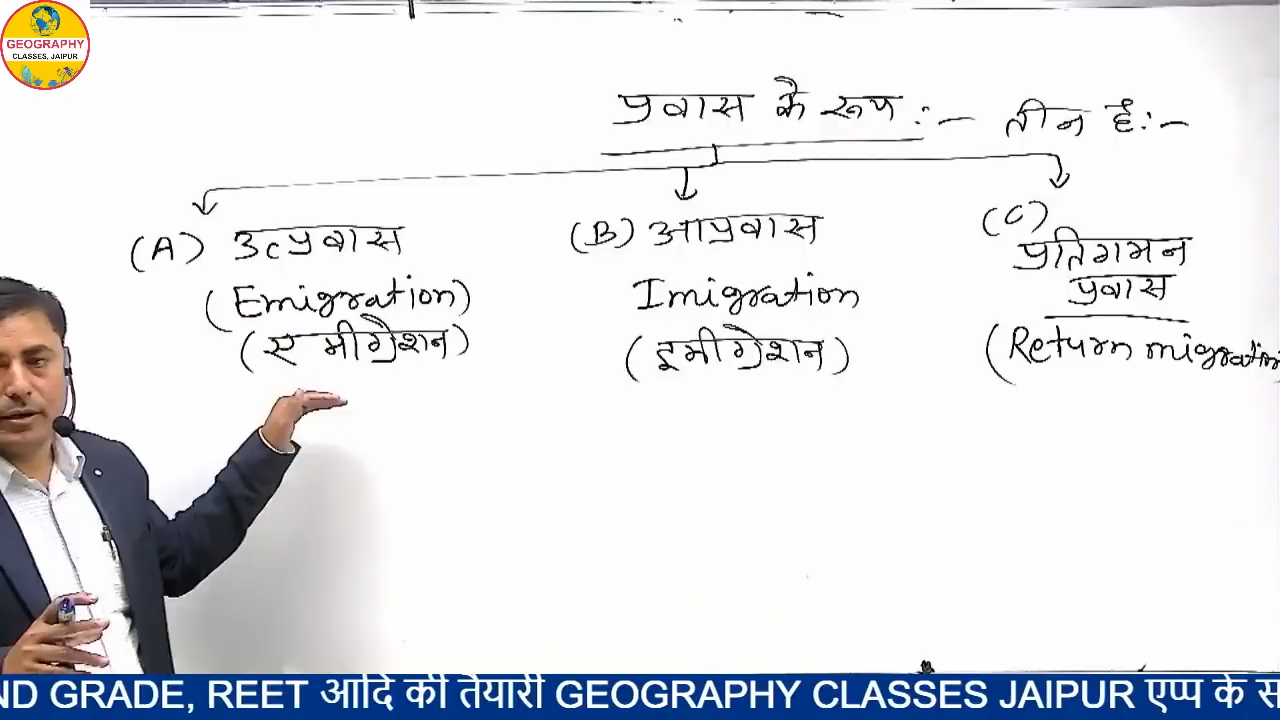 GEOGRAPHY
CLASSES, JAIPUR
प्रवास के रूप :- तीन है:-
(A) उत्प्रवास
(Emigration)
(एमीग्रेशन)
(B) आप्रवास
Imigration
(इमीग्रेशन)
(C)
प्रतिगमन
प्रवास
(Return migration
ND GRADE, REET आदि की तैयारी GEOGRAPHY CLASSES JAIPUR एप्प के स